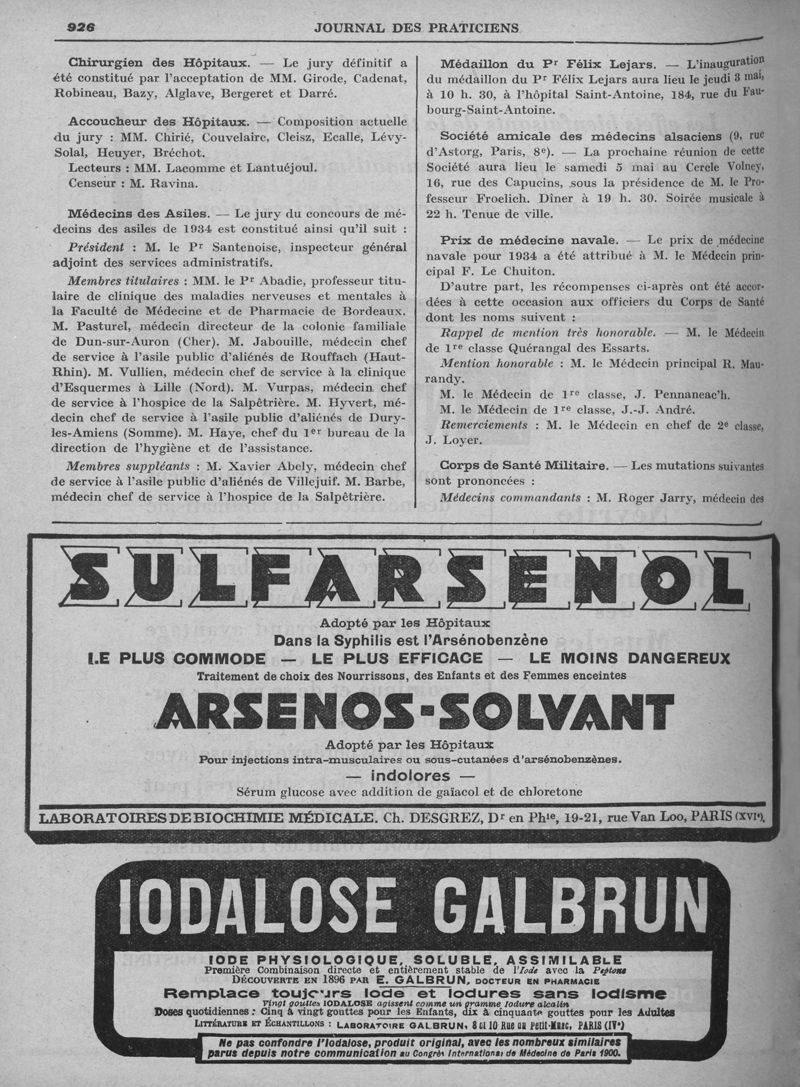 926
JOURNAL DES PRATICIENS
Chirurgien des Hôpitaux. — Le jury définitif a
été constitué par l'acceptation de MM. Girode, Cadenat,
Robineau, Bazy, Alglave, Bergeret et Darré.
Accoucheur des Hôpitaux. — Composition actuelle
du jury : MM. Chirié, Couvelaire, Cleisz, Ecalle, Lévy-
Solal, Heuyer, Bréchot.
Lecteurs : MM. Lacomme et Lantuéjoul.
Censeur : M. Ravina.
Médecins des Asiles. — Le jury du concours de mé-
decins des asiles de 1934 est constitué ainsi qu'il suit :
Président : M. le Pr Santenoise, inspecteur général
adjoint des services administratifs.
Membres titulaires : MM. le Pr Abadie, professeur titu-
laire de clinique des maladies nerveuses et mentales à
la Faculté de Médecine et de Pharmacie de Bordeaux.
M. Pasturel, médecin directeur de la colonie familiale
de Dun-sur-Auron (Cher). M. Jabouille, médecin chef
de service à l'asile public d'aliénés de Rouffach (Haut-
Rhin). M. Vullien, médecin chef de service à la clinique
d'Esquermes à Lille (Nord). M. Vurpas, médecin chef
de service à l'hospice de la Salpêtrière. M. Hyvert, mé-
decin chef de service à l'asile public d'aliénés de Dury-
les-Amiens (Somme). M. Haye, chef du 1er bureau de la
direction de l'hygiène et de l'assistance.
Membres suppléants : M. Xavier Abely, médecin chef
de service à l'asile public d'aliénés de Villejuif. M. Barbe,
médecin chef de service à l'hospice de la Salpêtrière.
Médaillon du Pr Félix Lejars. — L'inauguration
du médaillon du Pr Félix Lejars aura lieu le jeudi 3 mai,
à 10 h. 30, à l'hôpital Saint-Antoine, 184, rue du Fau-
bourg-Saint-Antoine.
Société amicale des médecins alsaciens (9, rue
d'Astorg, Paris, 8e). — La prochaine réunion de cette
Société aura lieu le samedi 5 mai au Cercle Volney,
16, rue des Capucins, sous la présidence de M. le Pro-
fesseur Froelich. Dîner à 19 h. 30. Soirée musicale à
22 h. Tenue de ville.
Prix de médecine navale. — Le prix de médecine
navale pour 1934 a été attribué à M. le Médecin prin-
cipal F. Le Chuiton.
D'autre part, les récompenses ci-après ont été accor-
dées à cette occasion aux officiers du Corps de Santé
dont les noms suivent :
Rappel de mention très honorable. — M. le Médecin
de 1re classe Quérangal des Essarts.
Mention honorable : M. le Médecin principal R. Mau-
randy.
M. le Médecin de 1re classe, J. Pennaneac'h.
M. le Médecin de 1re classe, J.-J. André.
Remerciements : M. le Médecin en chef de 2e classe,
J. Loyer.
Corps de Santé Militaire. — Les mutations suivantes
sont prononcées :
Médecins commandants : M. Roger Jarry, médecin des
SULFARSENOL
Adopté par les Hôpitaux
Dans la Syphilis est l'Arsénobenzène
LE PLUS COMMODE — LE PLUS EFFICACE — LE MOINS DANGEREUX
Traitement de choix des Nourrissons, des Enfants et des Femmes enceintes
ARSENOS-SOLVANT
Adopté par les Hôpitaux
Pour injections intra-musculaires ou sous-cutanées d'arsénobenzènes.
— indolores —
Sérum glucose avec addition de gaïacol et de chloretone
LABORATOIRES DE BIOCHIMIE MÉDICALE. Ch. DESGREZ, Dr en Phie, 19-21, rue Van Loo, PARIS (XVIe).
IODALOSE GALBRUN
IODE PHYSIOLOGIQUE, SOLUBLE, ASSIMILABLE
Première Combinaison directe et entièrement stable de l'Iode avec la Peptone
DÉCOUVERTE EN 1896 PAR E. GALBRUN, DOCTEUR EN PHARMACIE
Remplace toujours Iode et Iodures sans Iodisme
Vingt gouttes IODALOSE agissent comme un gramme Iodure alcalin
Doses quotidiennes : Cinq à vingt gouttes pour les Enfants, dix à cinquante gouttes pour les Adultes
LITTÉRATURE ET ÉCHANTILLONS : LABORATOIRE GALBRUN, 8 et 10 Rue du Petit-Musc, PARIS (IVe)
Ne pas confondre l'Iodalose, produit original, avec les nombreux similaires
parus depuis notre communication au Congrès International de Médecine de Paris 1900.